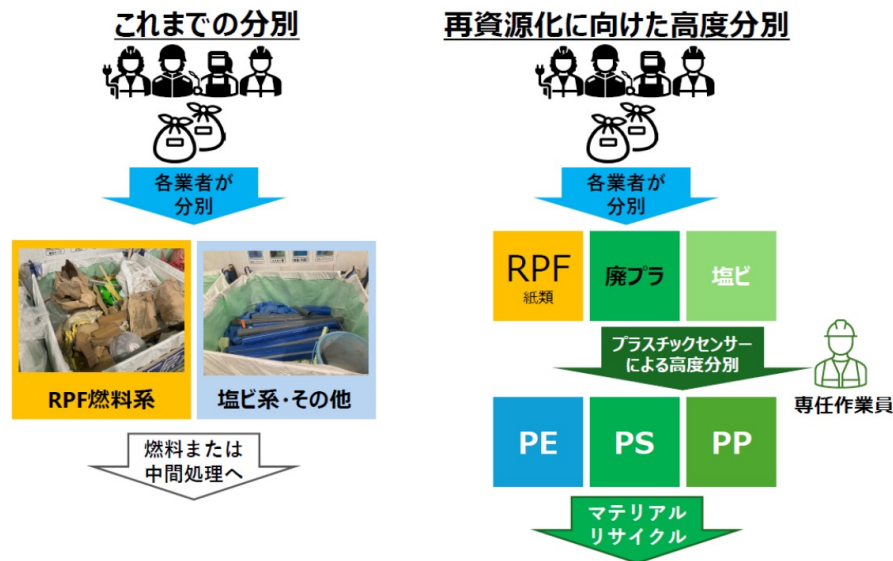 これまでの分別
各業者が
分別
RPF燃料系
塩ビ系・その他
燃料または
中間処理へ
再資源化に向けた高度分別
各業者が
分別
RPF
紙類
廃プラ
塩ビ
プラスチックセンサー
による高度分別
専任作業員
PE
PS
PP
マテリアル
リサイクル